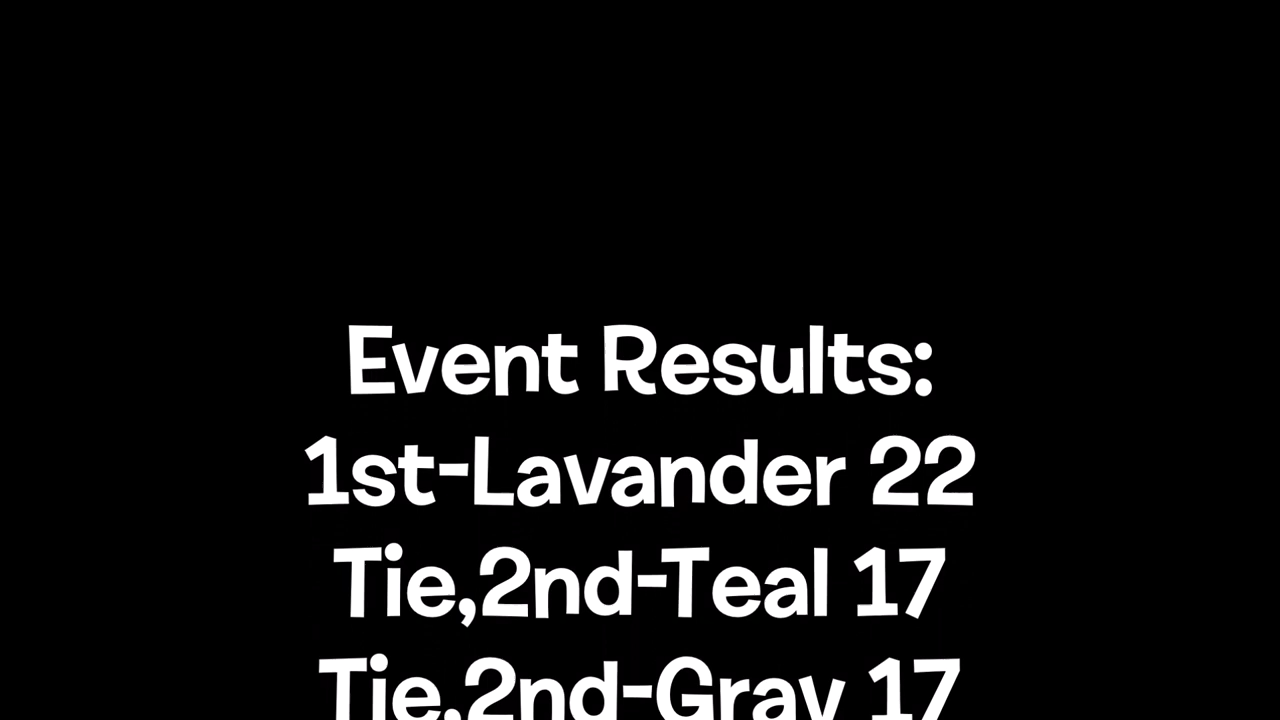 Event Results:
1st-Lavander 22
Tie,2nd-Teal 17
Tie,2nd-Gray 17